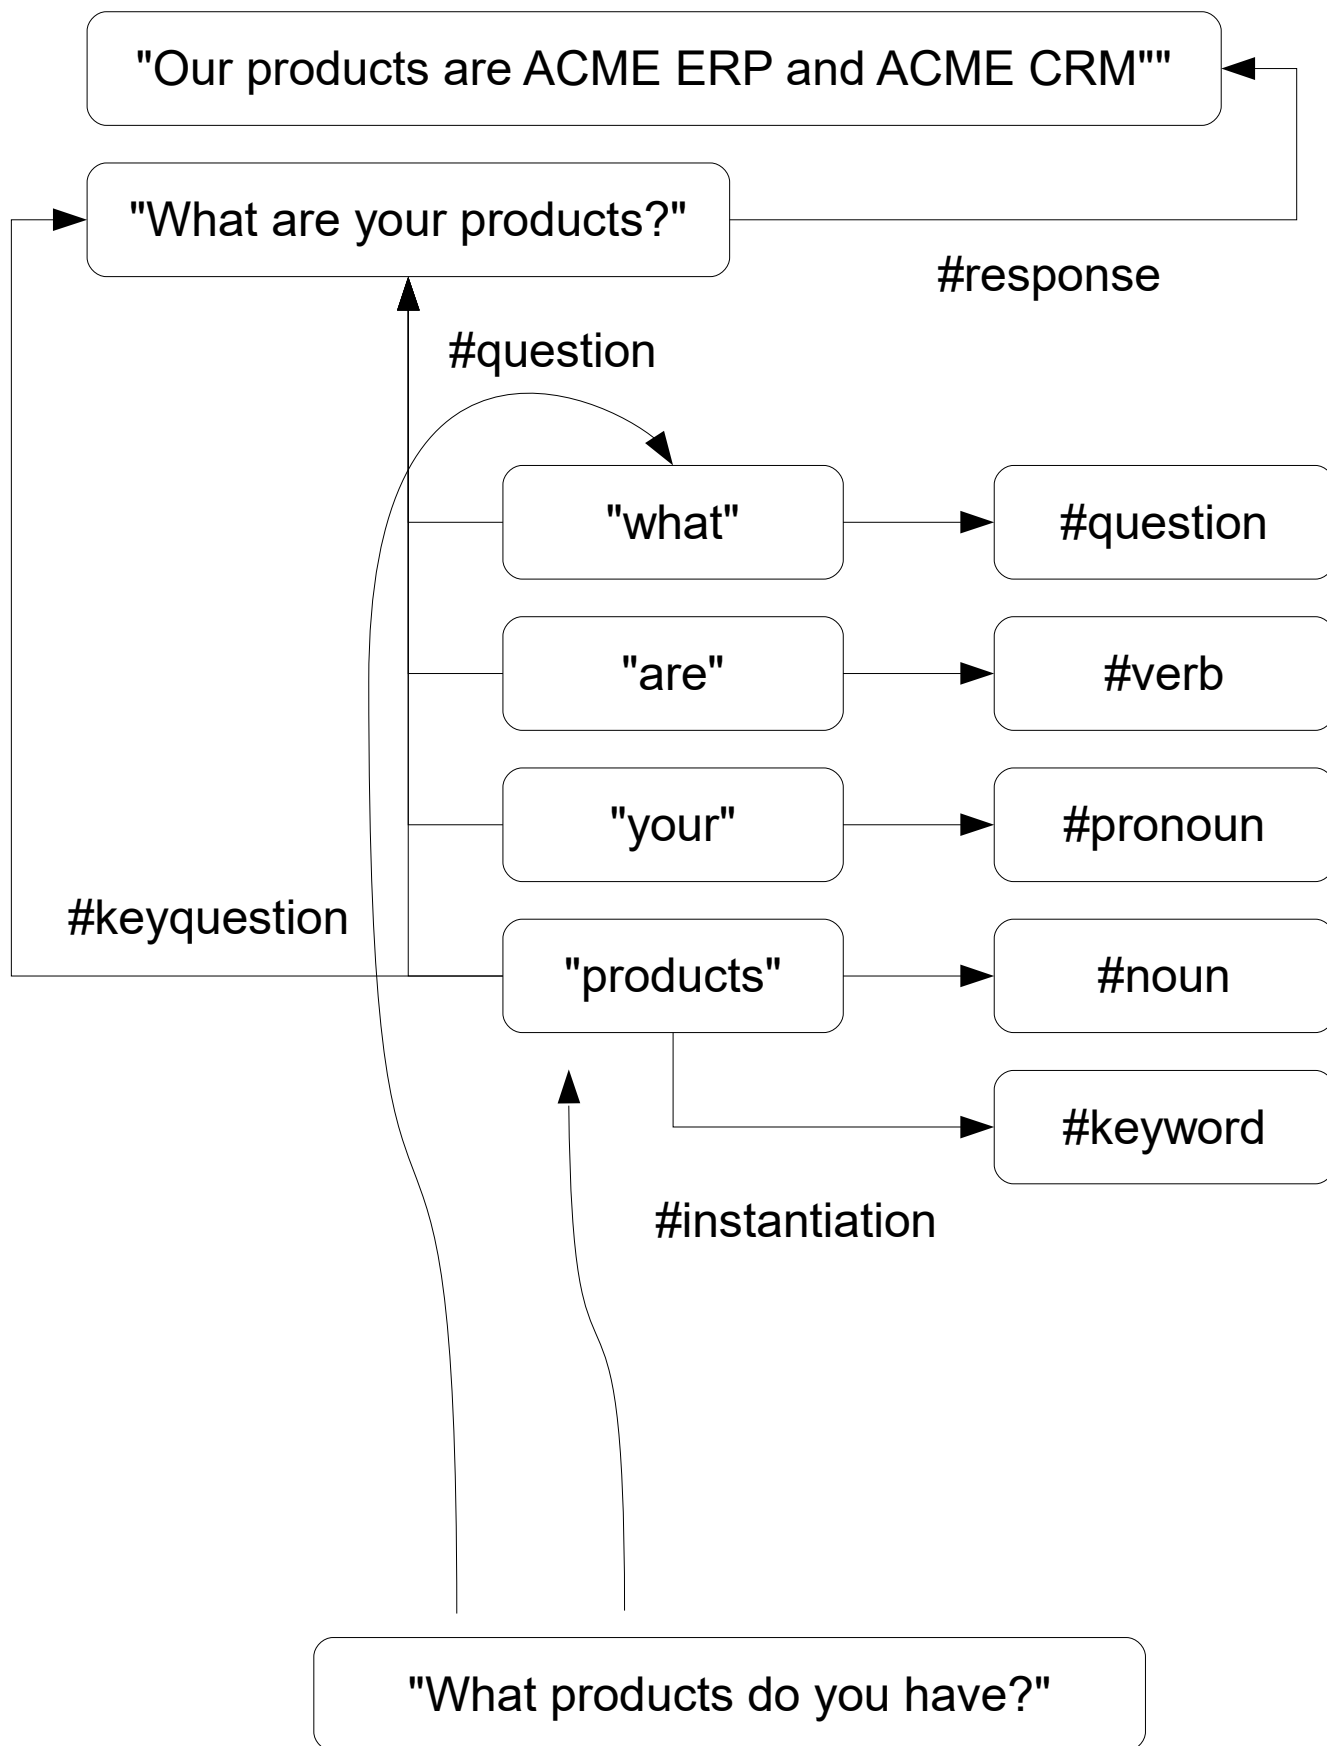 "Our products are ACME ERP and ACME CRM""
"What are your products?"
#response
#question
"what"
#question
"are"
#verb
"your"
#pronoun
#keyquestion
"products"
#noun
#keyword
#instantiation
"What products do you have?"